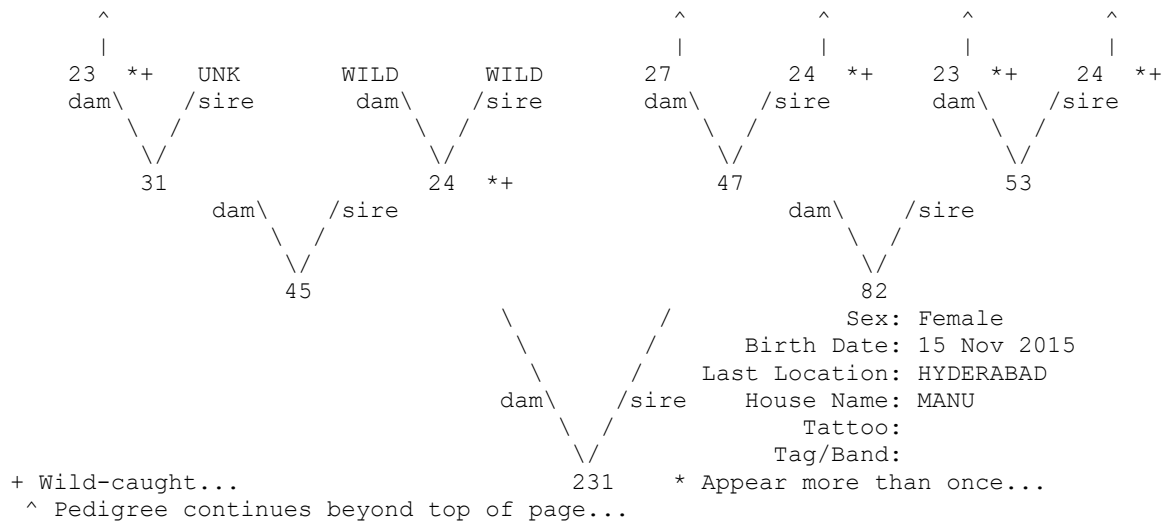 ^ ^ ^ ^ ^
| | | | |
23 *+ UNK WILD WILD 27 24 *+ 23 *+ 24 *+
dam\ /sire dam\ /sire dam\ /sire dam\ /sire
\ / \ / \ / \ /
\/ \/ \/ \/
31 24 *+ 47 53
dam\ /sire dam\ /sire
\ / \ /
\/ \/
45 82
\ / Sex: Female
\ / Birth Date: 15 Nov 2015
\ / Last Location: HYDERABAD
dam\ /sire House Name: MANU
\ / Tattoo:
\/ Tag/Band:
+ Wild-caught... 231 * Appear more than once...
^ Pedigree continues beyond top of page...